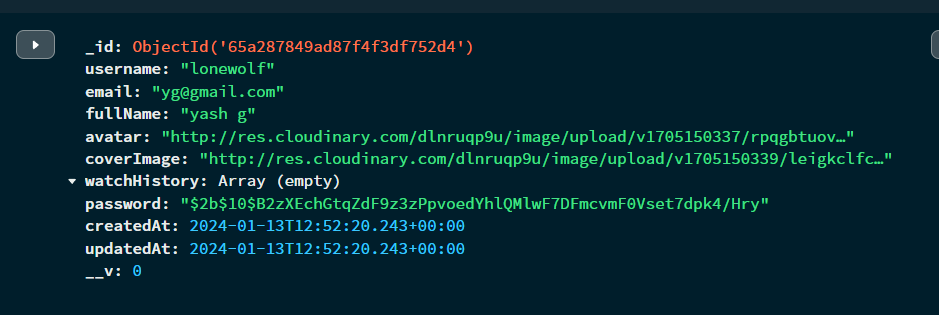 _id: ObjectId('65a287849ad87f4f3df752d4')
username: "lonewolf"
email: "yg@gmail.com"
fullName: "yash g"
avatar: "http://res.cloudinary.com/dlnruqp9u/image/upload/v1705150337/rpqgbtuov…"
coverImage: "http://res.cloudinary.com/dlnruqp9u/image/upload/v1705150339/leigkclfc…"
watchHistory: Array (empty)
password: "$2b$10$B2zXEchGtqZdF9z3zPpvoedYhlQMlwF7DFmcvmF0Vset7dpk4/Hry"
createdAt: 2024-01-13T12:52:20.243+00:00
updatedAt: 2024-01-13T12:52:20.243+00:00
__v: 0